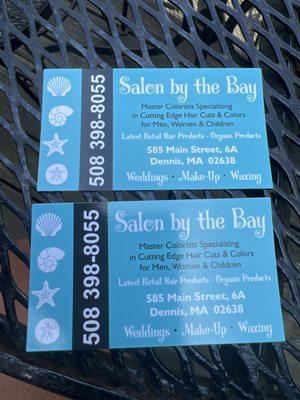 Salon by the Bay
Master Colorists Specializing
in Cutting Edge Hair Cuts & Colors
for Men, Women & Children
Latest Retail Hair Products - Organic Products
585 Main Street, 6A
Dennis, MA 02638
Weddings · Make-Up · Waxing
508 398-8055
Salon by the Bay
Master Colorists Specializing
in Cutting Edge Hair Cuts & Colors
for Men, Women & Children
Latest Retail Hair Products - Organic Products
585 Main Street, 6A
Dennis, MA 02638
Weddings · Make-Up · Waxing
508 398-8055